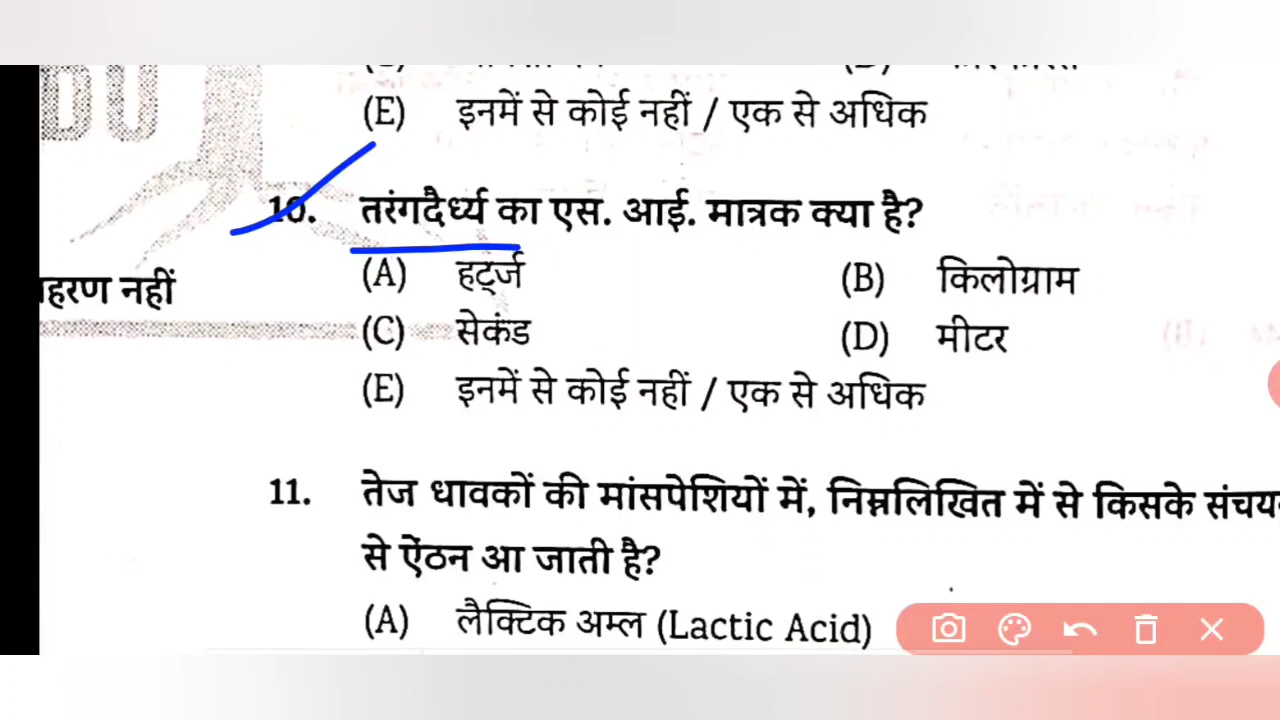 (E) इनमें से कोई नहीं / एक से अधिक
10. तरंगदैर्ध्य का एस. आई. मात्रक क्या है?
(A) हर्ट्ज (B) किलोग्राम
हरण नहीं
(C) सेकंड (D) मीटर
(E) इनमें से कोई नहीं / एक से अधिक
11. तेज धावकों की मांसपेशियों में, निम्नलिखित में से किसके संचय
से ऐंठन आ जाती है?
(A) लैक्टिक अम्ल (Lactic Acid)
DU